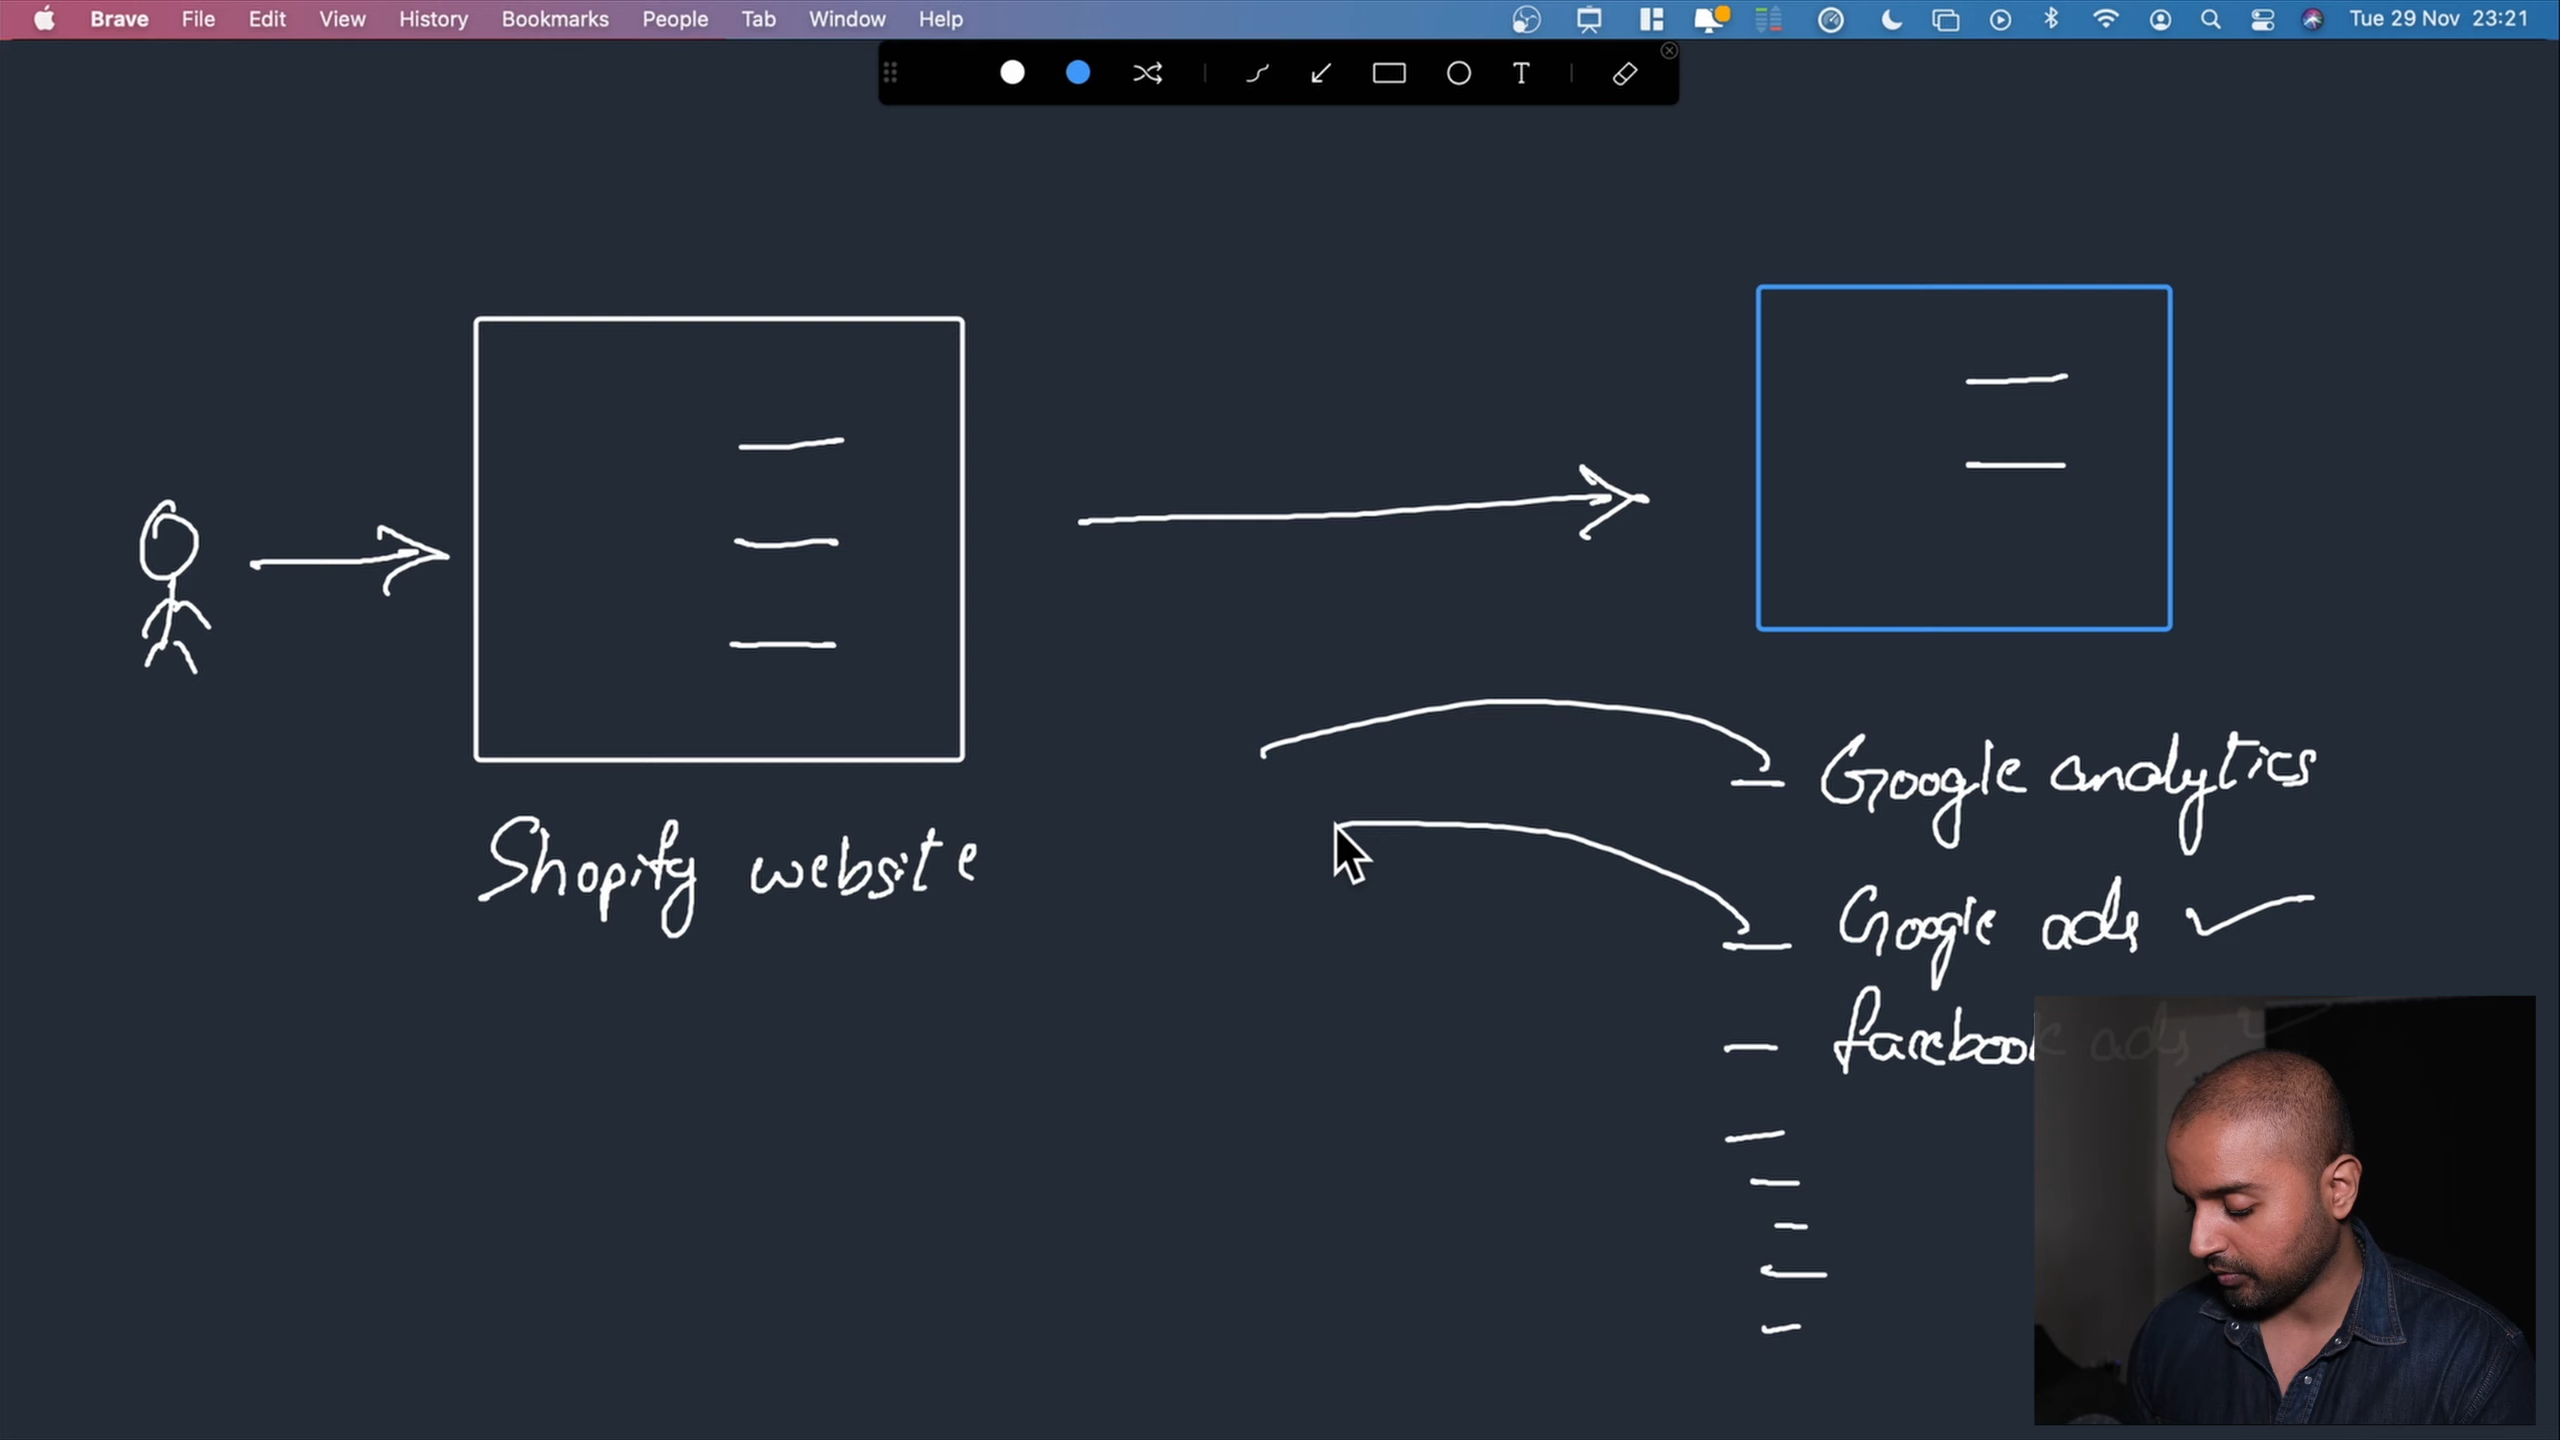 Brave File Edit View History Bookmarks People Tab Window Help Tue 29 Nov 23:21
T
Shopify website
Google analytics
Google ads
facebook ads